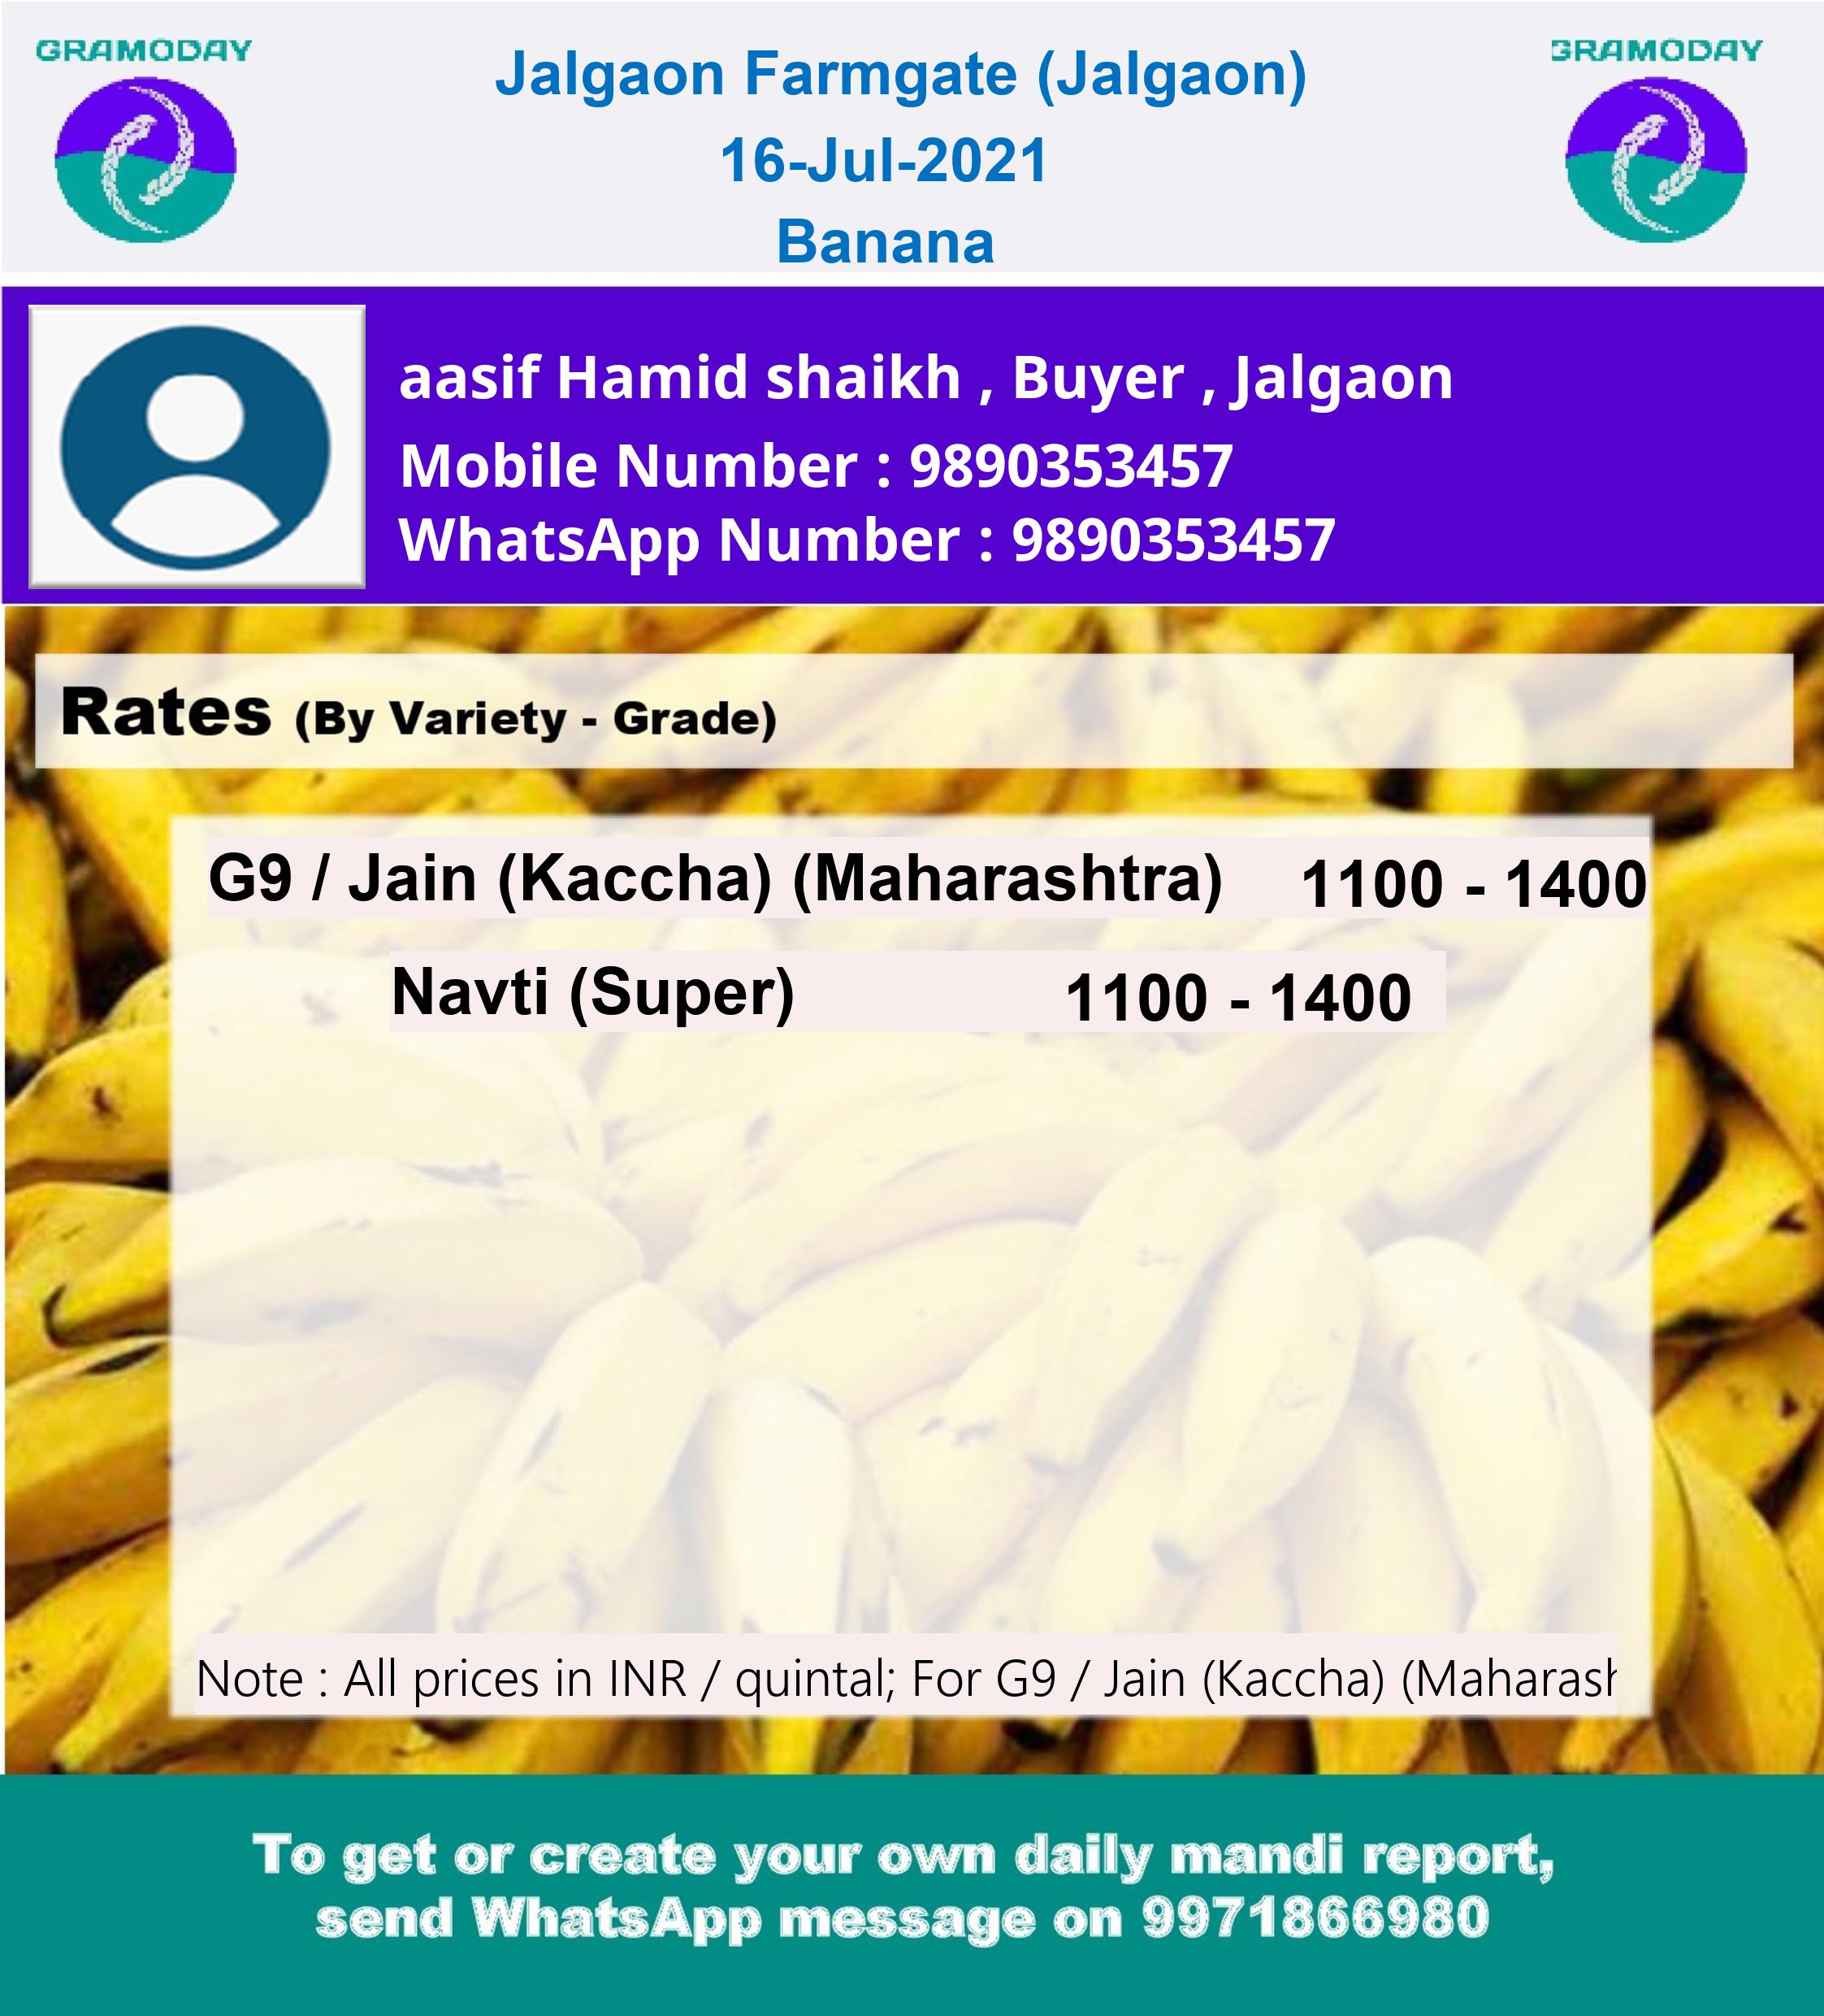 GRAMODAY
Jalgaon Farmgate (Jalgaon)
GRAMODAY
16-Jul-2021
Banana
aasif Hamid shaikh , Buyer , Jalgaon
Mobile Number : 9890353457
WhatsApp Number : 9890353457
Rates (By Variety - Grade)
G9 / Jain (Kaccha) (Maharashtra) 1100 - 1400
Navti (Super) 1100 - 1400
Note : All prices in INR / quintal; For G9 / Jain (Kaccha) (Maharash
To get or create your own daily mandi report,
send WhatsApp message on 9971866980